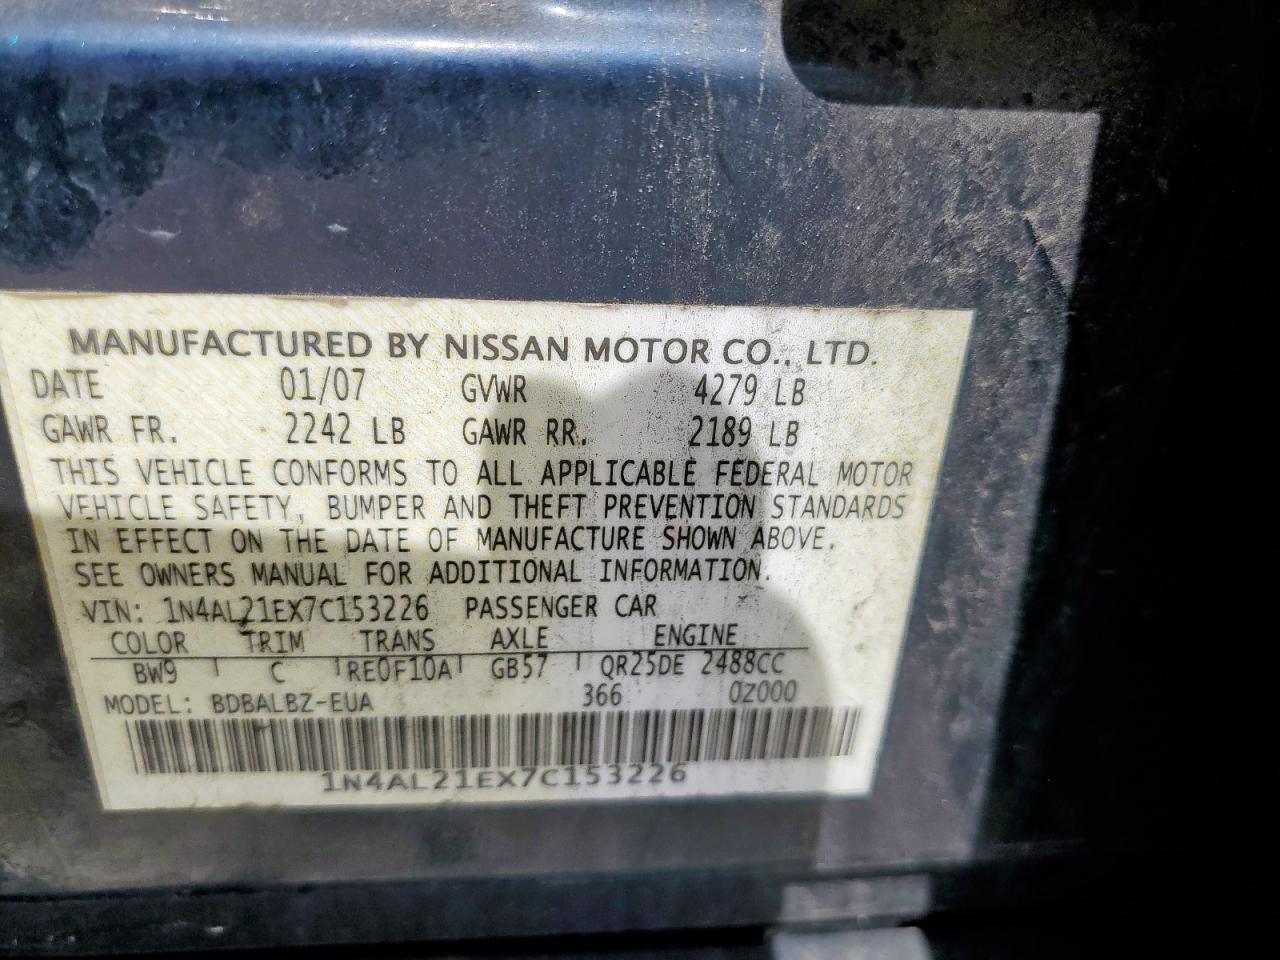 MANUFACTURED BY NISSAN MOTOR CO., LTD.
DATE 01/07 GVWR 4279 LB
GAWR FR. 2242 LB GAWR RR. 2189 LB
THIS VEHICLE CONFORMS TO ALL APPLICABLE FEDERAL MOTOR
VEHICLE SAFETY, BUMPER AND THEFT PREVENTION STANDARDS
IN EFFECT ON THE DATE OF MANUFACTURE SHOWN ABOVE.
SEE OWNERS MANUAL FOR ADDITIONAL INFORMATION.
VIN: 1N4AL21EX7C153226 PASSENGER CAR
COLOR TRIM TRANS AXLE ENGINE
BW9 C RE0F10A GB57 QR25DE 2488CC
MODEL: BDBALBZ-EUA 366 0Z000
1N4AL21EX7C153226